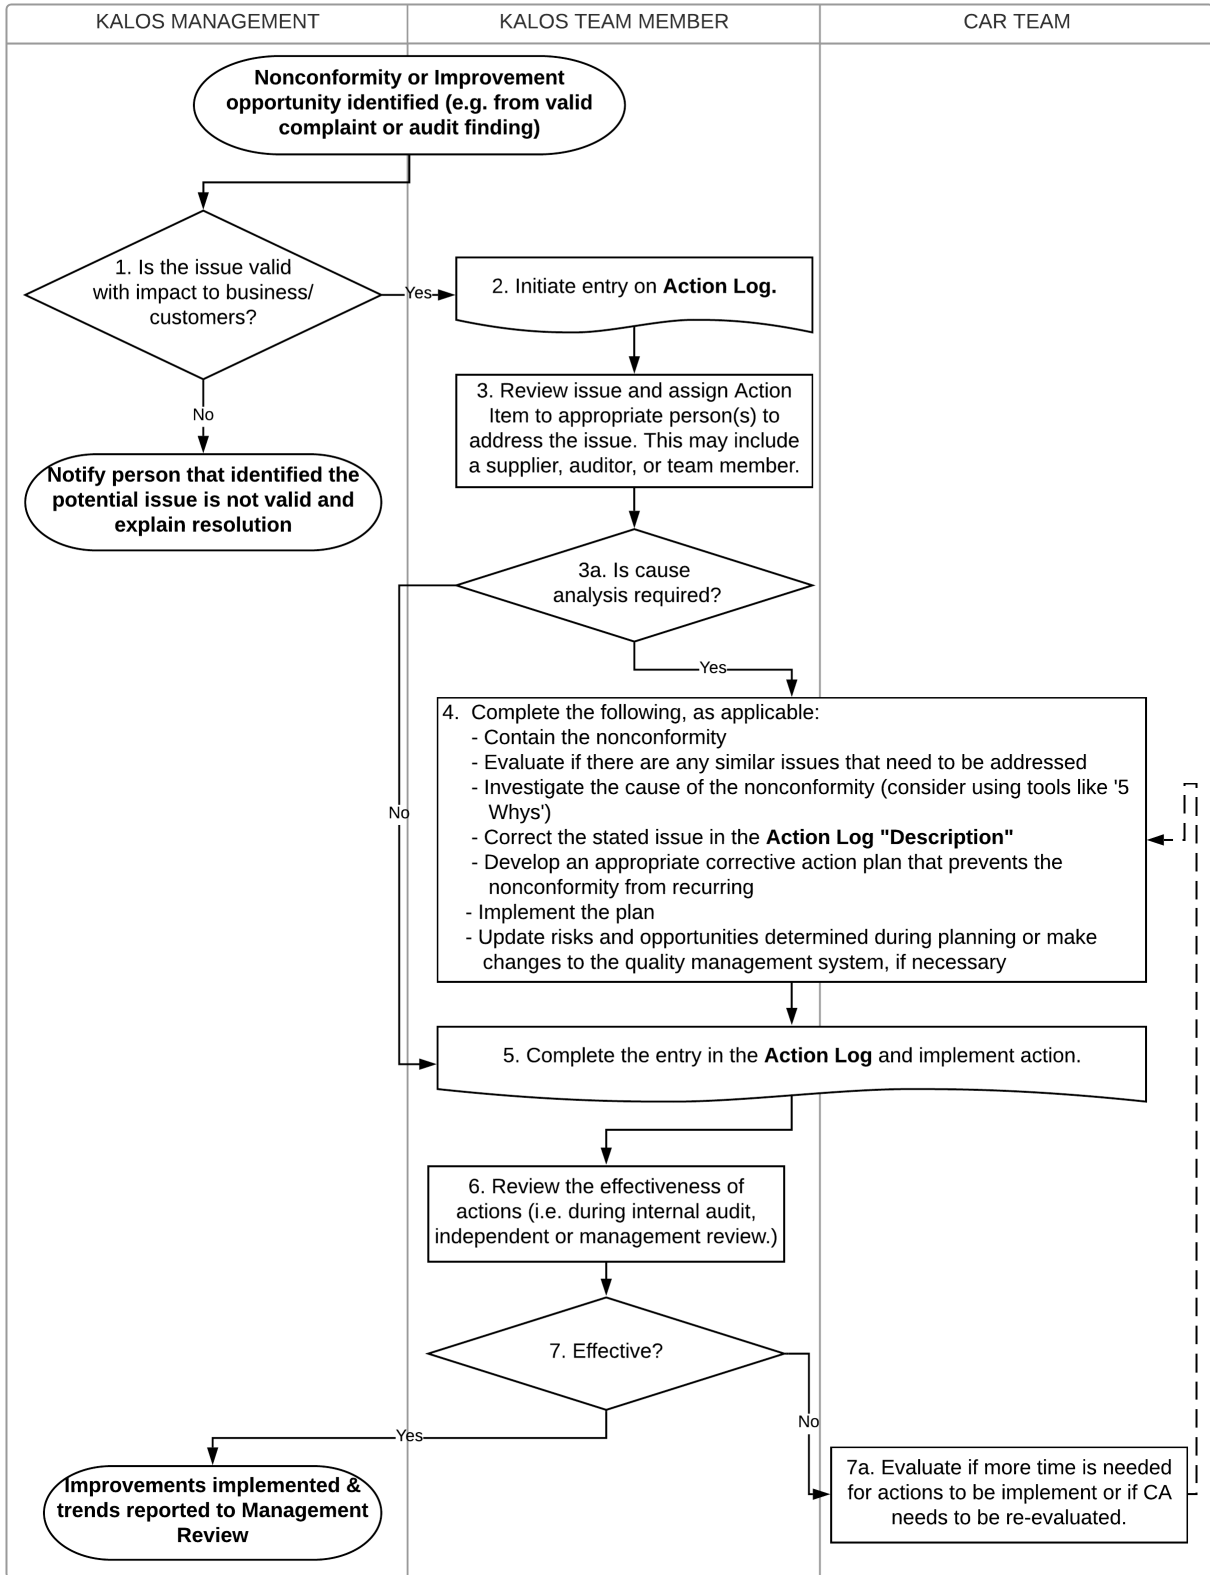 KALOS MANAGEMENT
KALOS TEAM MEMBER
CAR TEAM
Nonconformity or Improvement
opportunity identified (e.g. from valid
complaint or audit finding)
1. Is the issue valid
with impact to business/
customers?
Yes
2. Initiate entry on Action Log.
No
3. Review issue and assign Action
Item to appropriate person(s) to
address the issue. This may include
a supplier, auditor, or team member.
Notify person that identified the
potential issue is not valid and
explain resolution
3a. Is cause
analysis required?
Yes
No
4. Complete the following, as applicable:
- Contain the nonconformity
- Evaluate if there are any similar issues that need to be addressed
- Investigate the cause of the nonconformity (consider using tools like '5
Whys')
- Correct the stated issue in the Action Log "Description"
- Develop an appropriate corrective action plan that prevents the
nonconformity from recurring
- Implement the plan
- Update risks and opportunities determined during planning or make
changes to the quality management system, if necessary
5. Complete the entry in the Action Log and implement action.
6. Review the effectiveness of
actions (i.e. during internal audit,
independent or management review.)
7. Effective?
Yes
No
Improvements implemented &
trends reported to Management
Review
7a. Evaluate if more time is needed
for actions to be implement or if CA
needs to be re-evaluated.